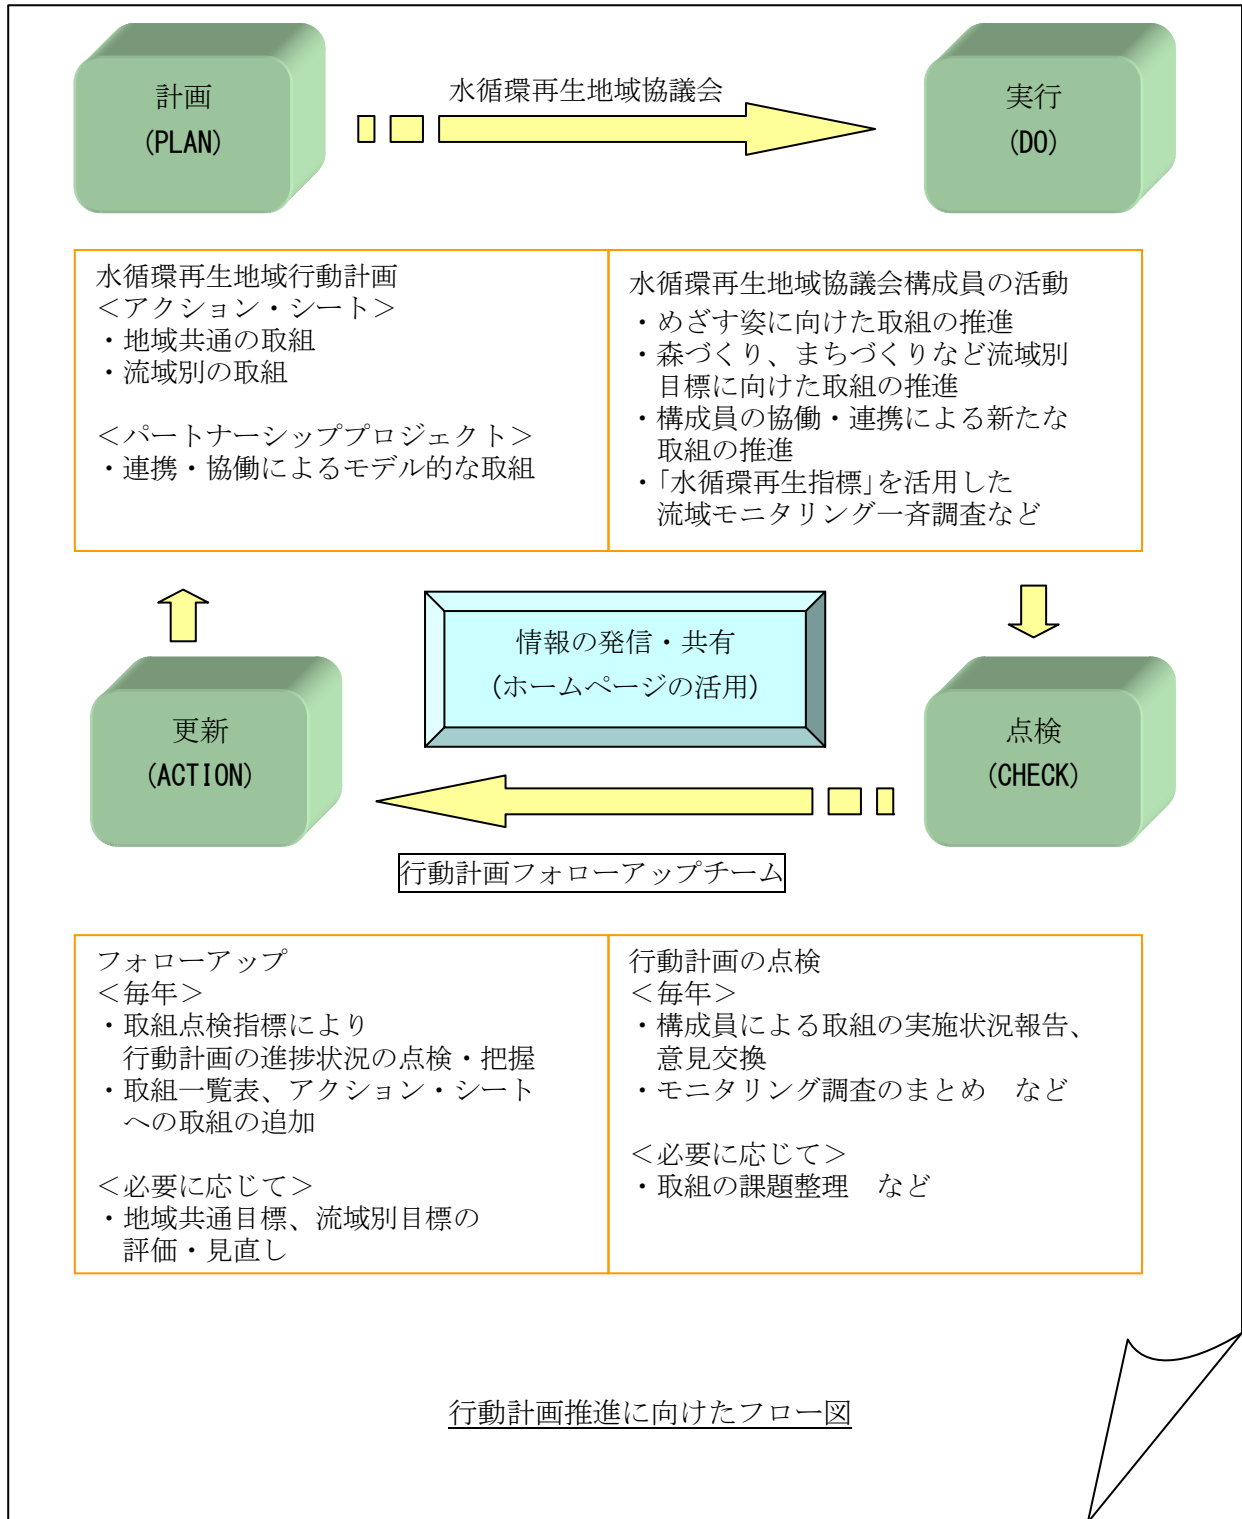 計画
(PLAN)
水循環再生地域協議会
実行
(DO)
水循環再生地域行動計画
＜アクション・シート＞
・地域共通の取組
・流域別の取組
＜パートナーシッププロジェクト＞
・連携・協働によるモデル的な取組
水循環再生地域協議会構成員の活動
・めざす姿に向けた取組の推進
・森づくり、まちづくりなど流域別
目標に向けた取組の推進
・構成員の協働・連携による新たな
取組の推進
・「水循環再生指標」を活用した
流域モニタリング一斉調査など
情報の発信・共有
(ホームページの活用)
更新
(ACTION)
点検
(CHECK)
行動計画フォローアップチーム
フォローアップ
＜毎年＞
・取組点検指標により
行動計画の進捗状況の点検・把握
・取組一覧表、アクション・シート
への取組の追加
＜必要に応じて＞
・地域共通目標、流域別目標の
評価・見直し
行動計画の点検
＜毎年＞
・構成員による取組の実施状況報告、
意見交換
・モニタリング調査のまとめ　など
＜必要に応じて＞
・取組の課題整理　など
行動計画推進に向けたフロー図